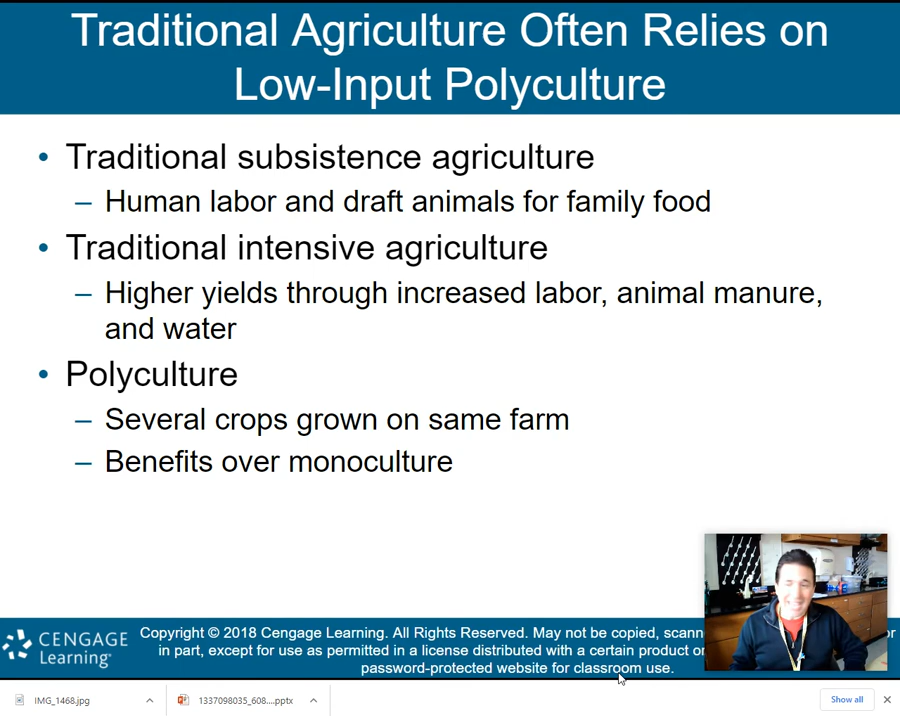 Traditional Agriculture Often Relies on
Low-Input Polyculture
• Traditional subsistence agriculture
– Human labor and draft animals for family food
• Traditional intensive agriculture
– Higher yields through increased labor, animal manure,
and water
• Polyculture
– Several crops grown on same farm
– Benefits over monoculture
CENGAGE
Learning®
Copyright © 2018 Cengage Learning. All Rights Reserved. May not be copied,
in part, except for use as permitted in a license distributed with a certain product or
password-protected website for classroom use.
IMG_1468.jpg
1337098035_608....pptx
Show all